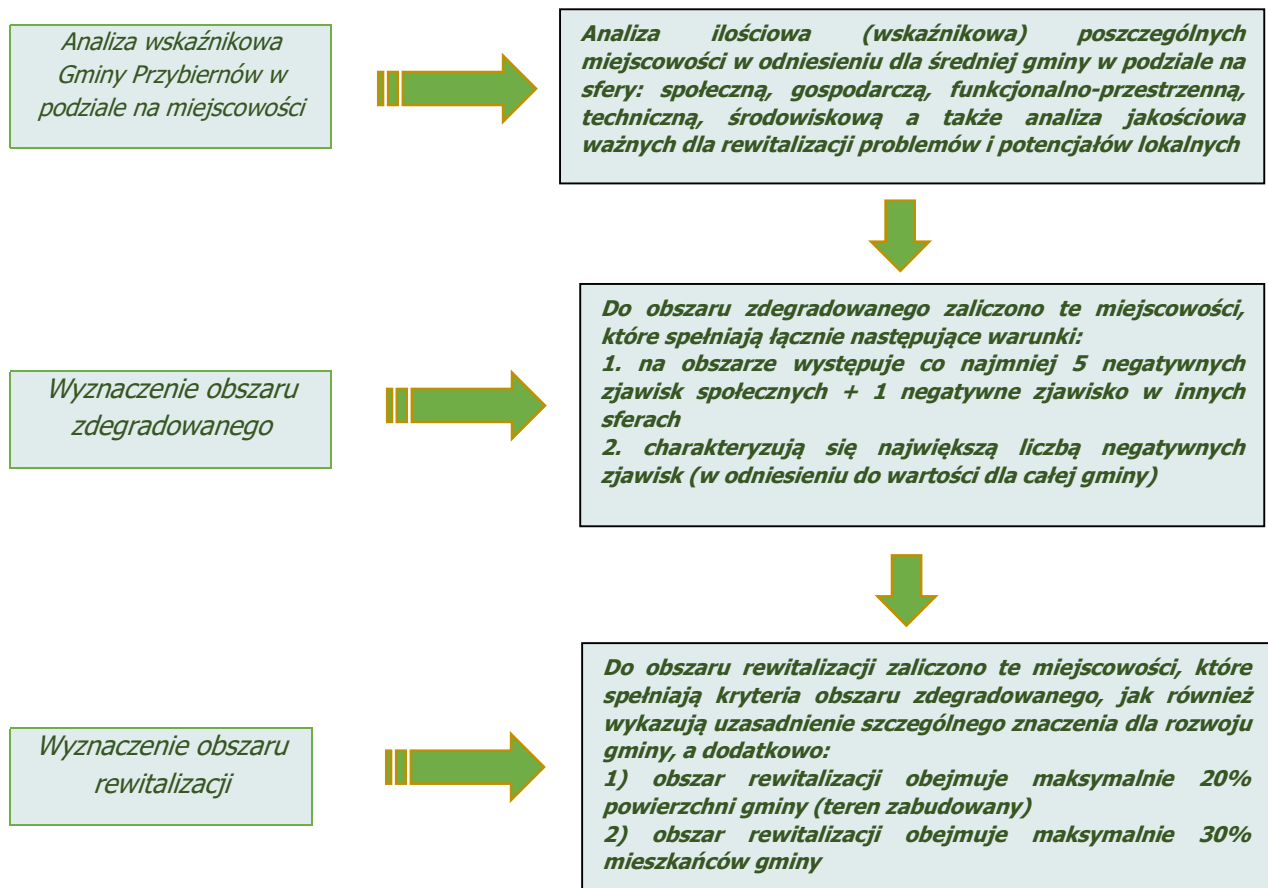 Analiza wskaźnikowa
Gminy Przybiernów w
podziale na miejscowości
Analiza ilościowa (wskaźnikowa) poszczególnych
miejscowości w odniesieniu dla średniej gminy w podziale na
sfery: społeczną, gospodarczą, funkcjonalno-przestrzenną,
techniczną, środowiskową a także analiza jakościowa
ważnych dla rewitalizacji problemów i potencjałów lokalnych
Wyznaczenie obszaru
zdegradowanego
Do obszaru zdegradowanego zaliczono te miejscowości,
które spełniają łącznie następujące warunki:
1. na obszarze występuje co najmniej 5 negatywnych
zjawisk społecznych + 1 negatywne zjawisko w innych
sferach
2. charakteryzują się największą liczbą negatywnych
zjawisk (w odniesieniu do wartości dla całej gminy)
Wyznaczenie obszaru
rewitalizacji
Do obszaru rewitalizacji zaliczono te miejscowości, które
spełniają kryteria obszaru zdegradowanego, jak również
wykazują uzasadnienie szczególnego znaczenia dla rozwoju
gminy, a dodatkowo:
1) obszar rewitalizacji obejmuje maksymalnie 20%
powierzchni gminy (teren zabudowany)
2) obszar rewitalizacji obejmuje maksymalnie 30%
mieszkańców gminy